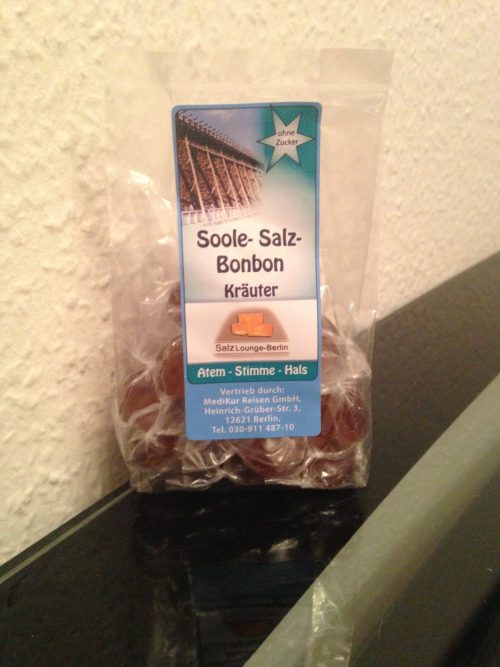 ohne
Zucker
Soole- Salz-
Bonbon
Kräuter
Salz Lounge-Berlin
Atem - Stimme - Hals
Vertrieb durch:
MediKur Reisen GmbH,
Heinrich-Grüber-Str. 3,
12621 Berlin,
Tel. 030-911 487-10